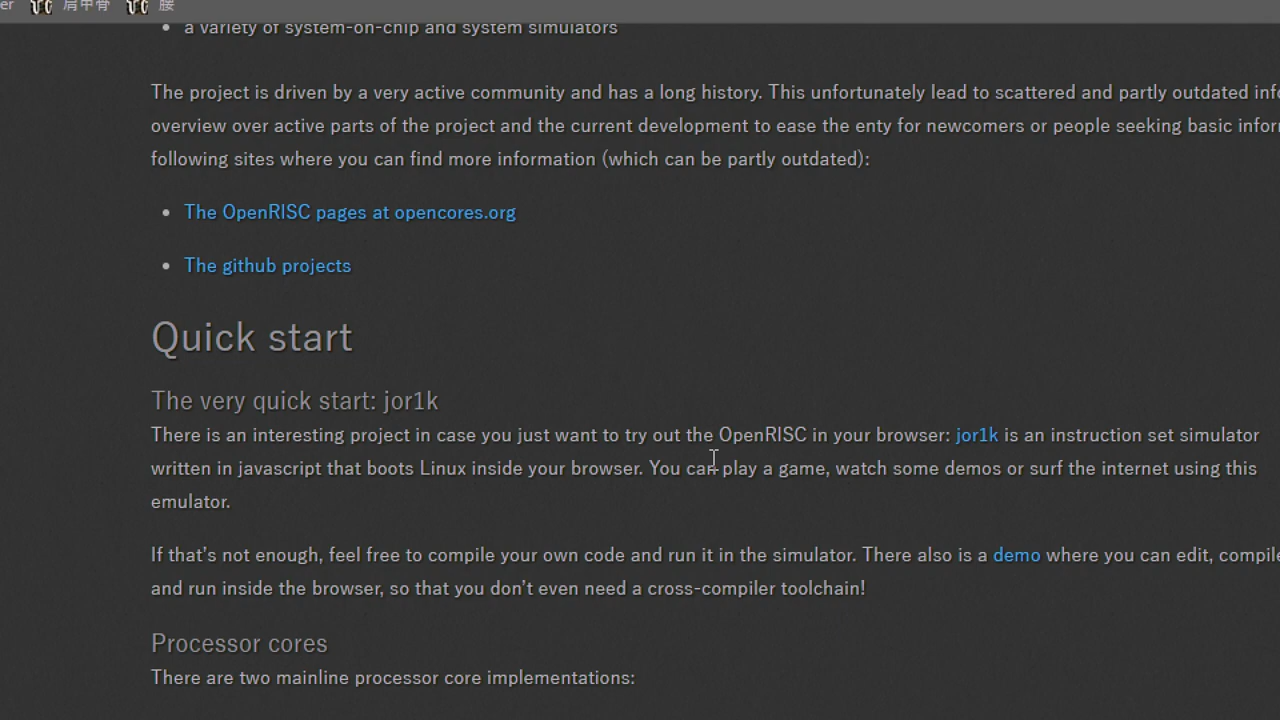 er 肩甲骨 腰
a variety of system-on-chip and system simulators
The project is driven by a very active community and has a long history. This unfortunately lead to scattered and partly outdated
overview over active parts of the project and the current development to ease the enty for newcomers or people seeking basic
following sites where you can find more information (which can be partly outdated):
The OpenRISC pages at opencores.org
The github projects
Quick start
The very quick start: jor1k
There is an interesting project in case you just want to try out the OpenRISC in your browser: jor1k is an instruction set simulator
written in javascript that boots Linux inside your browser. You can play a game, watch some demos or surf the internet using this
emulator.
If that's not enough, feel free to compile your own code and run it in the simulator. There also is a demo where you can edit, compile
and run inside the browser, so that you don't even need a cross-compiler toolchain!
Processor cores
There are two mainline processor core implementations: